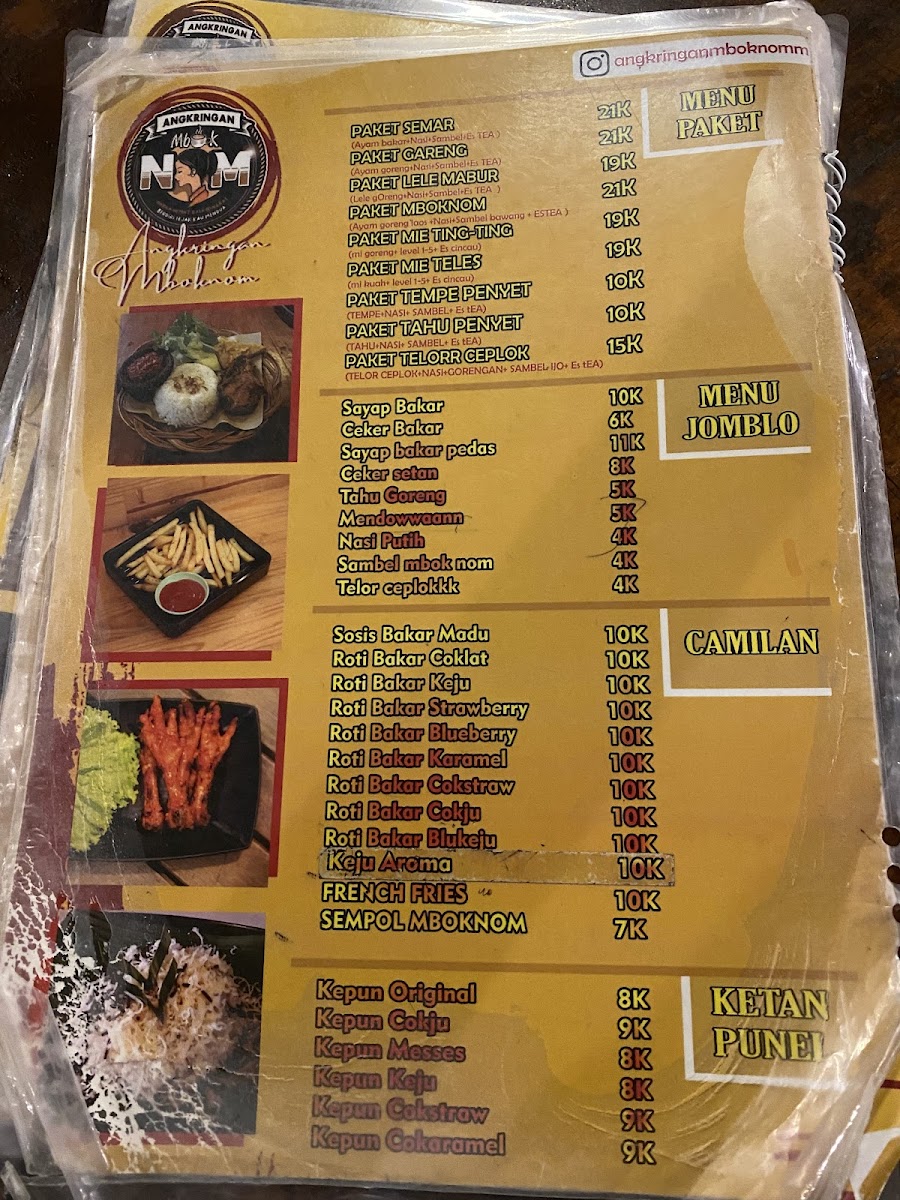 ANGKRINGAN
angkringanmboknomm
ANGKRINGAN
Mbok
NOM
Angkringan
Mboknom
MENU
PAKET
PAKET SEMAR 21K
(Ayam bakar+Nasi+Sambel+Es TEA )
PAKET GARENG 21K
(Ayam goreng+Nasi+Sambel+Es TEA)
PAKET LELE MABUR 19K
(Lele gOreng+Nasi+Sambel+Es TEA )
PAKET MBOKNOM 21K
(Ayam goreng laos +Nasi+Sambel bawang + ESTEA )
PAKET MIE TING-TING 19K
(mi goreng+ level 1-5+ Es cincau)
PAKET MIE TELES 19K
(mi kuah+ level 1-5+ Es cincau)
PAKET TEMPE PENYET 10K
(TEMPE+NASI+ SAMBEL+ Es tEA)
PAKET TAHU PENYET 10K
(TAHU+NASI+ SAMBEL+ Es tEA)
PAKET TELORR CEPLOK 15K
(TELOR CEPLOK+NASI+GORENGAN+ SAMBEL IJO+ Es tEA)
MENU
JOMBLO
Sayap Bakar 10K
Ceker Bakar 6K
Sayap bakar pedas 11K
Ceker setan 8K
Tahu Goreng 5K
Mendowwaann 5K
Nasi Putih 4K
Sambel mbok nom 4K
Telor ceplokkk 4K
CAMILAN
Sosis Bakar Madu 10K
Roti Bakar Coklat 10K
Roti Bakar Keju 10K
Roti Bakar Strawberry 10K
Roti Bakar Blueberry 10K
Roti Bakar Karamel 10K
Roti Bakar Cokstraw 10K
Roti Bakar Cokju 10K
Roti Bakar Blukeju 10K
Keju Aroma 10K
FRENCH FRIES 10K
SEMPOL MBOKNOM 7K
KETAN
PUNEL
Kepun Original 8K
Kepun Cokju 9K
Kepun Messes 8K
Kepun Keju 8K
Kepun Cokstraw 9K
Kepun Cokaramel 9K